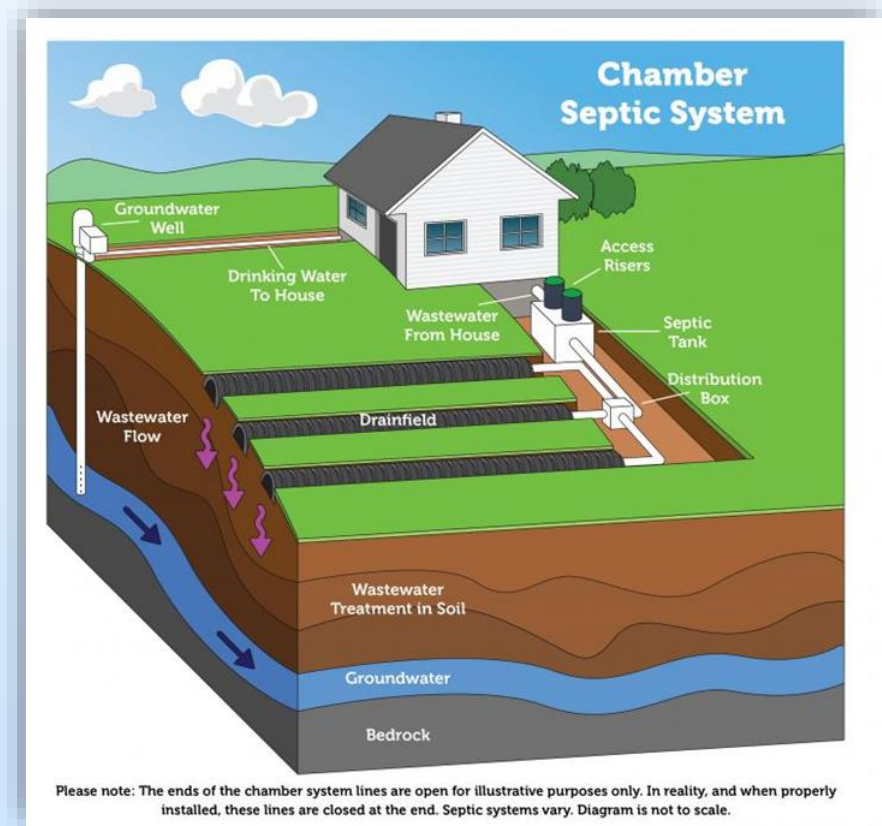 Chamber
Septic System
Groundwater
Well
Drinking Water
To House
Access
Risers
Wastewater
From House
Septic
Tank
Distribution
Box
Wastewater
Flow
Drainfield
Wastewater
Treatment in Soil
Groundwater
Bedrock
Please note: The ends of the chamber system lines are open for illustrative purposes only. In reality, and when properly
installed, these lines are closed at the end. Septic systems vary. Diagram is not to scale.